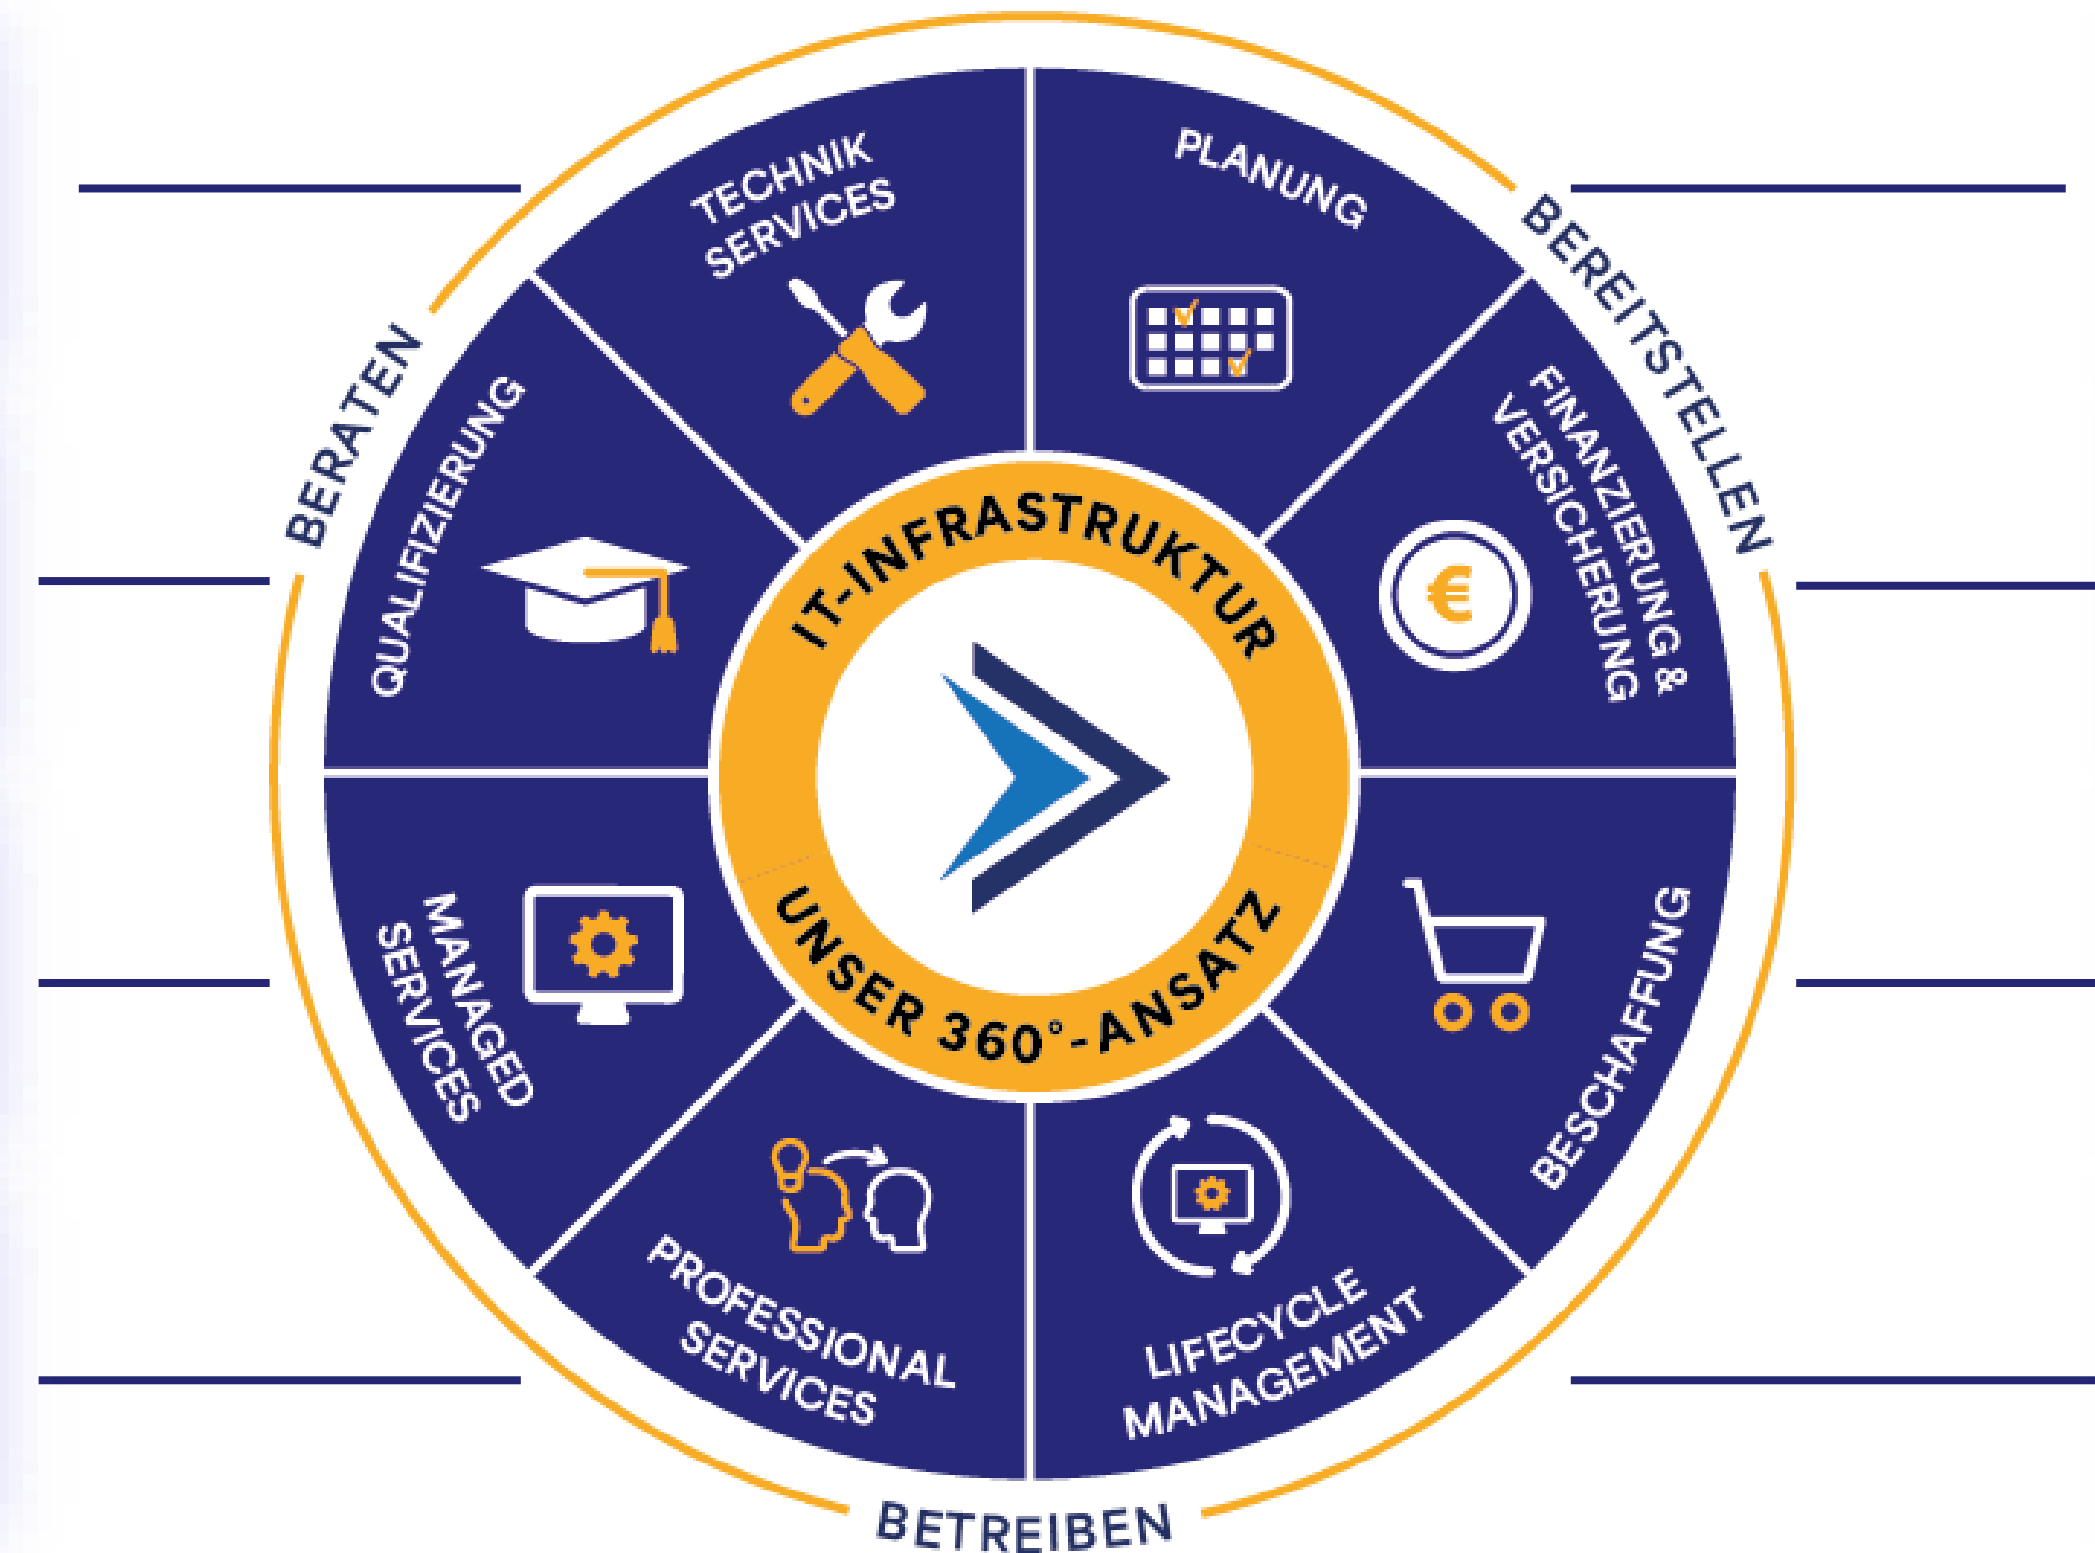 BERATEN
BEREITSTELLEN
BETREIBEN
TECHNIK
SERVICES
PLANUNG
FINANZIERUNG &
VERSICHERUNG
BESCHAFFUNG
LIFECYCLE
MANAGEMENT
PROFESSIONAL
SERVICES
MANAGED
SERVICES
QUALIFIZIERUNG
IT-INFRASTRUKTUR
UNSER 360°-ANSATZ
€